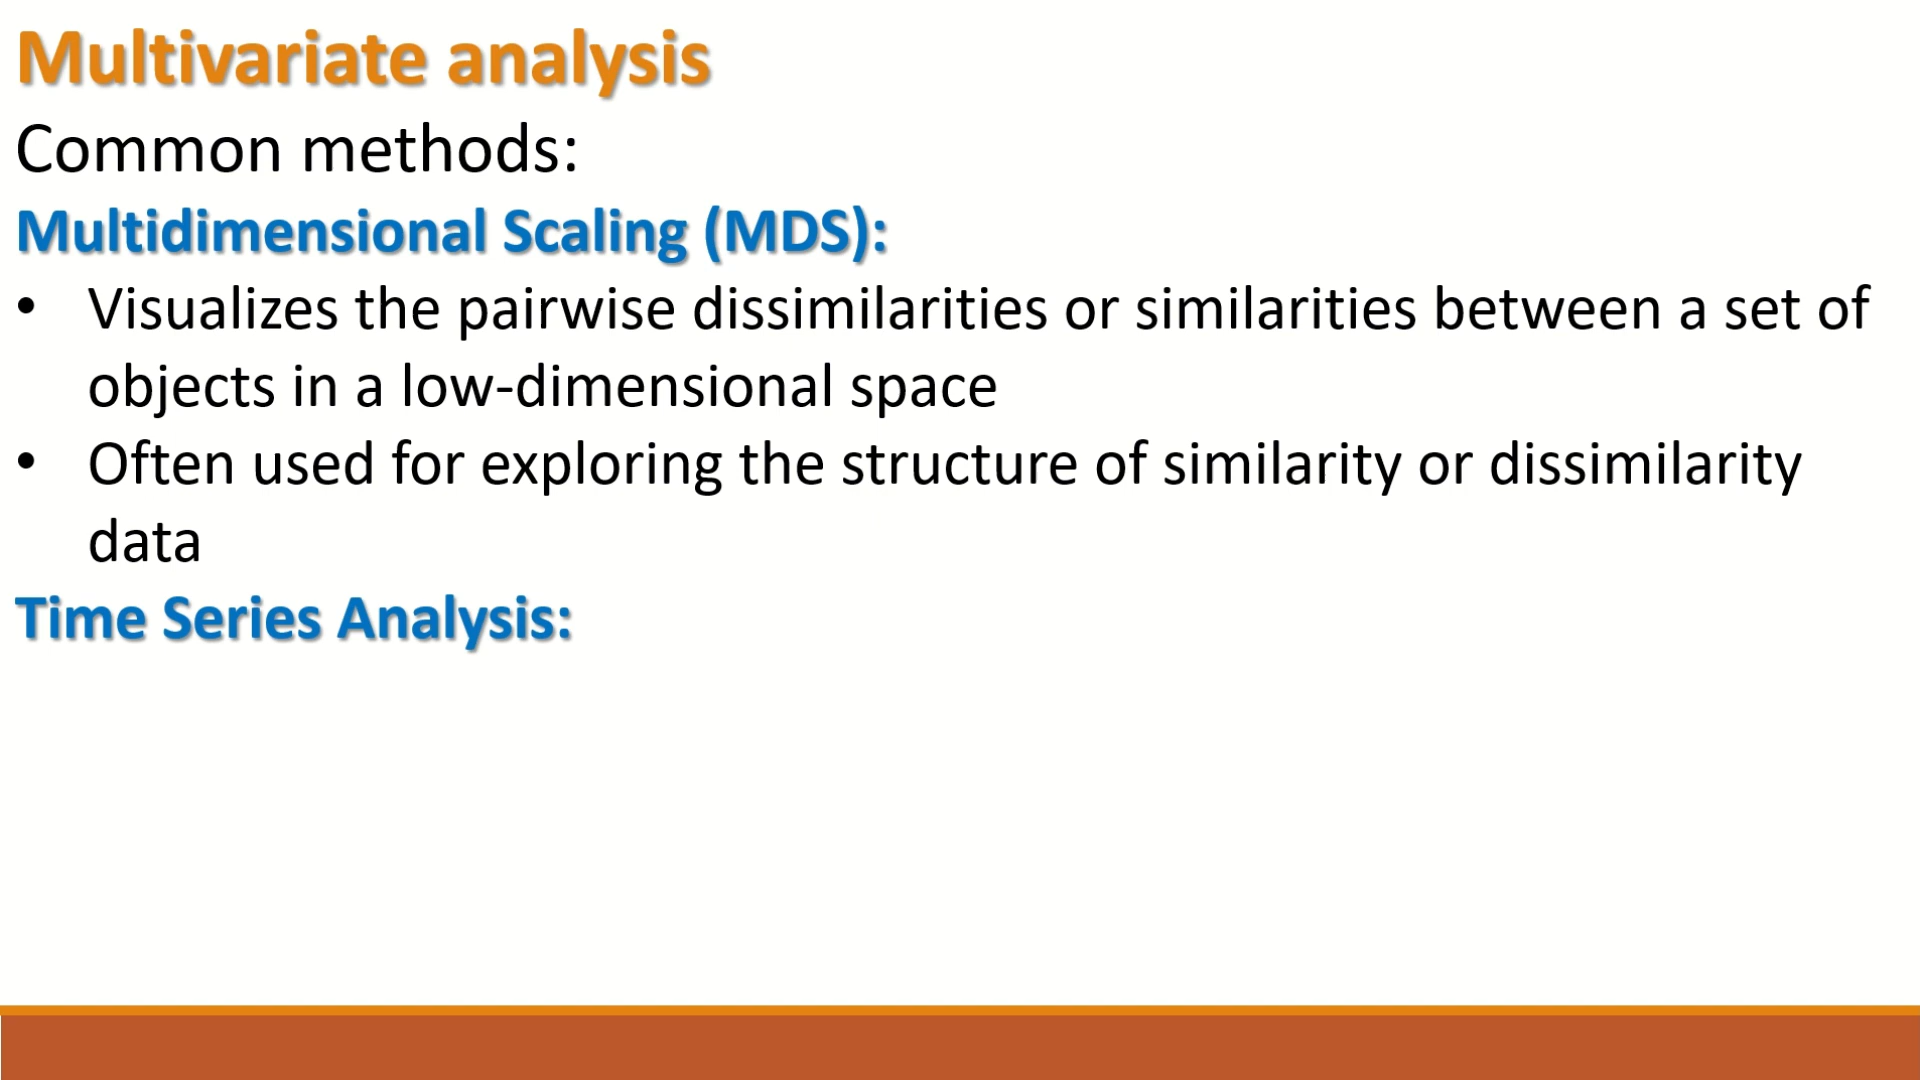 Multivariate analysis
Common methods:
Multidimensional Scaling (MDS):
• Visualizes the pairwise dissimilarities or similarities between a set of
objects in a low-dimensional space
• Often used for exploring the structure of similarity or dissimilarity
data
Time Series Analysis: